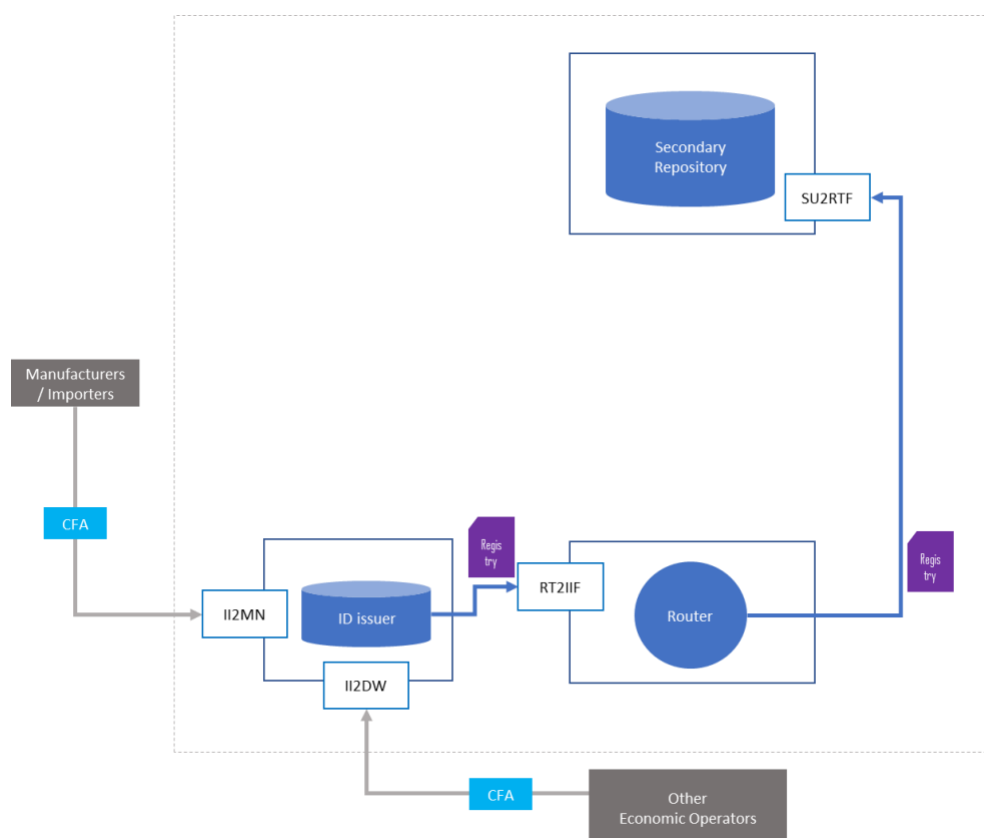 Secondary
Repository
SU2RTF
Manufacturers
/ Importers
CFA
Regis
try
Regis
try
II2MN
ID issuer
RT2IIF
Router
II2DW
CFA
Other
Economic Operators